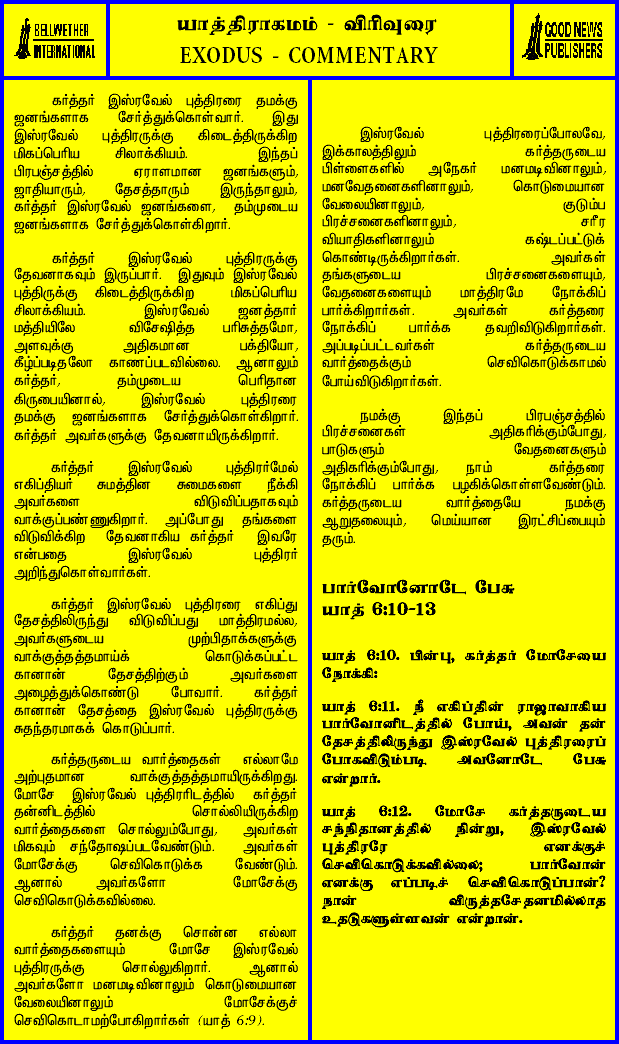 BELLWETHER
INTERNATIONAL
யாத்திராகமம் - விரிவுரை
EXODUS - COMMENTARY
GOOD NEWS
PUBLISHERS
கர்த்தர் இஸ்ரவேல் புத்திரரை தமக்கு
ஜனங்களாக சேர்த்துக்கொள்வார். இது
இஸ்ரவேல் புத்திரருக்கு கிடைத்திருக்கிற
மிகப்பெரிய சிலாக்கியம். இந்தப்
பிரபஞ்சத்தில் ஏராளமான ஜனங்களும்,
ஜாதியாரும், தேசத்தாரும் இருந்தாலும்,
கர்த்தர் இஸ்ரவேல் ஜனங்களை, தம்முடைய
ஜனங்களாக சேர்த்துக்கொள்கிறார்.
கர்த்தர் இஸ்ரவேல் புத்திரருக்கு
தேவனாகவும் இருப்பார். இதுவும் இஸ்ரவேல்
புத்திருக்கு கிடைத்திருக்கிற மிகப்பெரிய
சிலாக்கியம். இஸ்ரவேல் ஜனத்தார்
மத்தியிலே விசேஷித்த பரிசுத்தமோ,
அளவுக்கு அதிகமான பக்தியோ,
கீழ்ப்படிதலோ காணப்படவில்லை. ஆனாலும்
கர்த்தர், தம்முடைய பெரிதான
கிருபையினால், இஸ்ரவேல் புத்திரரை
தமக்கு ஜனங்களாக சேர்த்துக்கொள்கிறார்.
கர்த்தர் அவர்களுக்கு தேவனாயிருக்கிறார்.
கர்த்தர் இஸ்ரவேல் புத்திரர்மேல்
எகிப்தியர் சுமத்தின சுமைகளை நீக்கி
அவர்களை விடுவிப்பதாகவும்
வாக்குப்பண்ணுகிறார். அப்போது தங்களை
விடுவிக்கிற தேவனாகிய கர்த்தர் இவரே
என்பதை இஸ்ரவேல் புத்திரர்
அறிந்துகொள்வார்கள்.
கர்த்தர் இஸ்ரவேல் புத்திரரை எகிப்து
தேசத்திலிருந்து விடுவிப்பது மாத்திரமல்ல,
அவர்களுடைய முற்பிதாக்களுக்கு
வாக்குத்தத்தமாய்க் கொடுக்கப்பட்ட
கானான் தேசத்திற்கும் அவர்களை
அழைத்துக்கொண்டு போவார். கர்த்தர்
கானான் தேசத்தை இஸ்ரவேல் புத்திரருக்கு
சுதந்தரமாகக் கொடுப்பார்.
கர்த்தருடைய வார்த்தைகள் எல்லாமே
அற்புதமான வாக்குத்தத்தமாயிருக்கிறது.
மோசே இஸ்ரவேல் புத்திரரிடத்தில் கர்த்தர்
தன்னிடத்தில் சொல்லியிருக்கிற
வார்த்தைகளை சொல்லும்போது, அவர்கள்
மிகவும் சந்தோஷப்படவேண்டும். அவர்கள்
மோசேக்கு செவிகொடுக்க வேண்டும்.
ஆனால் அவர்களோ மோசேக்கு
செவிகொடுக்கவில்லை.
கர்த்தர் தனக்கு சொன்ன எல்லா
வார்த்தைகளையும் மோசே இஸ்ரவேல்
புத்திரருக்கு சொல்லுகிறார். ஆனால்
அவர்களோ மனமடிவினாலும் கொடுமையான
வேலையினாலும் மோசேக்குச்
செவிகொடாமற்போகிறார்கள் (யாத் 6:9).
இஸ்ரவேல் புத்திரரைப்போலவே,
இக்காலத்திலும் கர்த்தருடைய
பிள்ளைகளில் அநேகர் மனமடிவினாலும்,
மனவேதனைகளினாலும், கொடுமையான
வேலையினாலும், குடும்ப
பிரச்சனைகளினாலும், சரீர
வியாதிகளினாலும் கஷ்டப்பட்டுக்
கொண்டிருக்கிறார்கள். அவர்கள்
தங்களுடைய பிரச்சனைகளையும்,
வேதனைகளையும் மாத்திரமே நோக்கிப்
பார்க்கிறார்கள். அவர்கள் கர்த்தரை
நோக்கிப் பார்க்க தவறிவிடுகிறார்கள்.
அப்படிப்பட்டவர்கள் கர்த்தருடைய
வார்த்தைக்கும் செவிகொடுக்காமல்
போய்விடுகிறார்கள்.
நமக்கு இந்தப் பிரபஞ்சத்தில்
பிரச்சனைகள் அதிகரிக்கும்போது,
பாடுகளும் வேதனைகளும்
அதிகரிக்கும்போது, நாம் கர்த்தரை
நோக்கிப் பார்க்க பழகிக்கொள்ளவேண்டும்.
கர்த்தருடைய வார்த்தையே நமக்கு
ஆறுதலையும், மெய்யான இரட்சிப்பையும்
தரும்.
பார்வோனோடே பேசு
யாத் 6:10-13
யாத் 6:10. பின்பு, கர்த்தர் மோசேயை
நோக்கி:
யாத் 6:11. நீ எகிப்தின் ராஜாவாகிய
பார்வோனிடத்தில் போய், அவன் தன்
தேசத்திலிருந்து இஸ்ரவேல் புத்திரரைப்
போகவிடும்படி அவனோடே பேசு
என்றார்.
யாத் 6:12. மோசே கர்த்தருடைய
சந்நிதானத்தில் நின்று, இஸ்ரவேல்
புத்திரரே எனக்குச்
செவிகொடுக்கவில்லை; பார்வோன்
எனக்கு எப்படிச் செவிகொடுப்பான்?
நான் விருத்தசேதனமில்லாத
உதடுகளுள்ளவன் என்றான்.